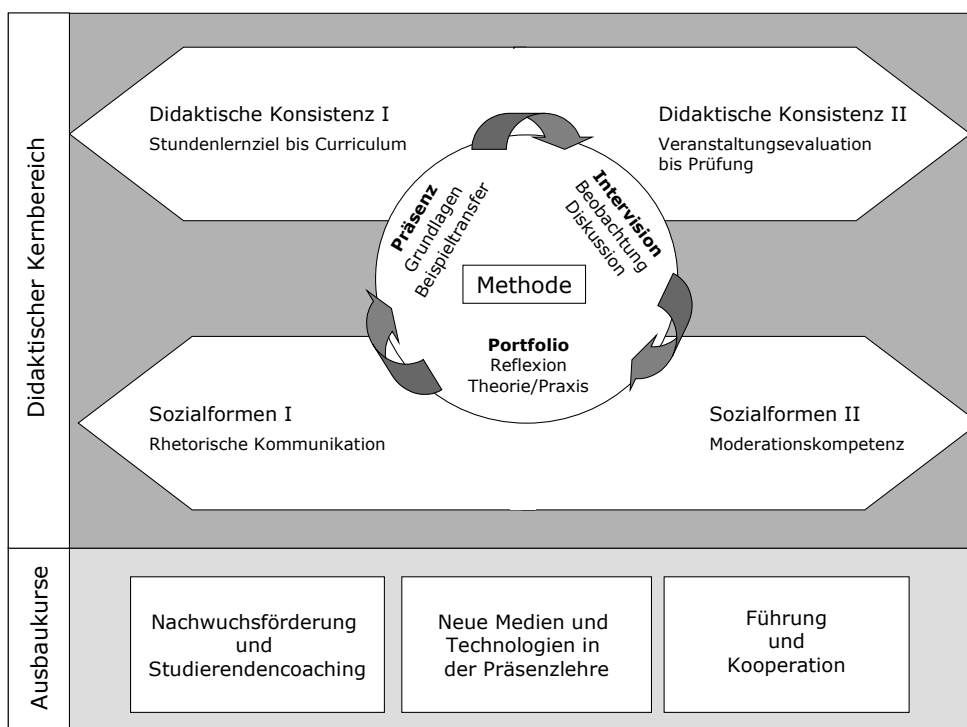 Didaktischer Kernbereich
Didaktische Konsistenz I
Stundenlernziel bis Curriculum
Didaktische Konsistenz II
Veranstaltungsevaluation
bis Prüfung
Präsenz
Grundlagen
Beispieltransfer
Intervision
Beobachtung
Diskussion
Methode
Portfolio
Reflexion
Theorie/Praxis
Sozialformen I
Rhetorische Kommunikation
Sozialformen II
Moderationskompetenz
Ausbaukurse
Nachwuchsförderung
und
Studierendencoaching
Neue Medien und
Technologien in
der Präsenzlehre
Führung
und
Kooperation